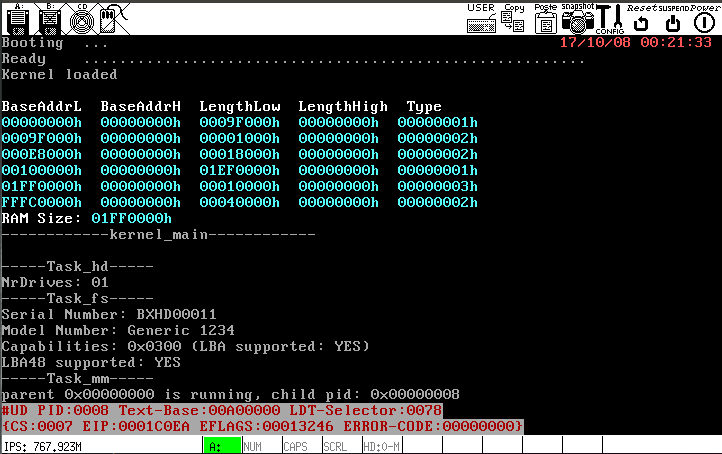 A: B: CD USER Copy Paste snapshot CONFIG Reset SUSPEND Power
Booting ... 17/10/08 00:21:33
Ready ............................................................
Kernel loaded
BaseAddrL BaseAddrH LengthLow LengthHigh Type
00000000h 00000000h 0009F000h 00000000h 00000001h
0009F000h 00000000h 00001000h 00000000h 00000002h
000E8000h 00000000h 00018000h 00000000h 00000002h
00100000h 00000000h 01EF0000h 00000000h 00000001h
01FF0000h 00000000h 00010000h 00000000h 00000003h
FFFC0000h 00000000h 00040000h 00000000h 00000002h
RAM Size: 01FF0000h
------------kernel_main------------
-----Task_hd-----
NrDrives: 01
-----Task_fs-----
Serial Number: BXHD00011
Model Number: Generic 1234
Capabilities: 0x0300 (LBA supported: YES)
LBA48 supported: YES
-----Task_mm-----
parent 0x00000000 is running, child pid: 0x00000008
#UD PID:0008 Text-Base:00A00000 LDT-Selector:0078
{CS:0007 EIP:0001C0EA EFLAGS:00013246 ERROR-CODE:00000000}
IPS: 767.923M A: NUM CAPS SCRL HD:0-M